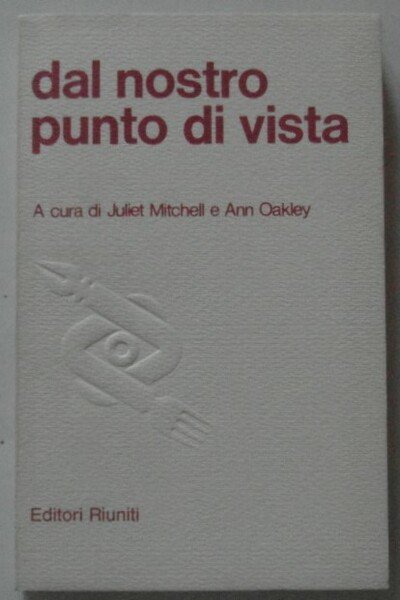 dal nostro
punto di vista
A cura di Juliet Mitchell e Ann Oakley
Editori Riuniti